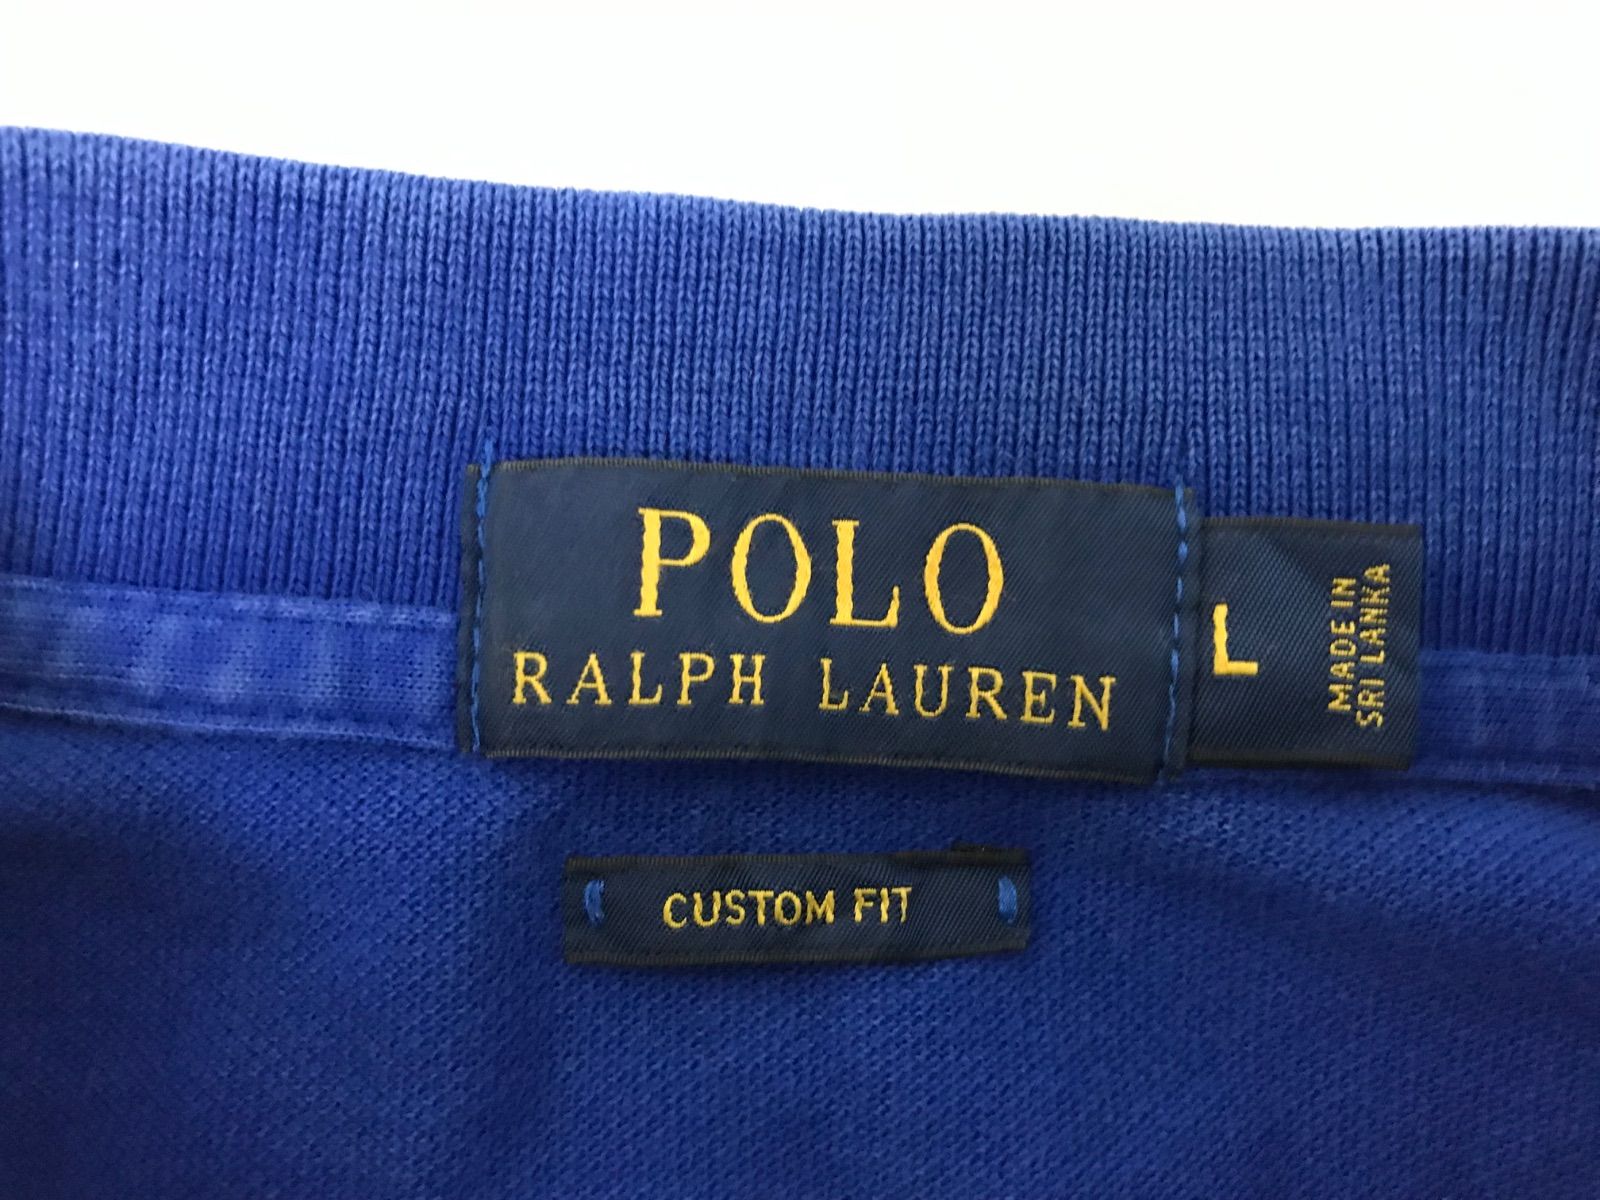 POLO
RALPH LAUREN
L
MADE IN
SRI LANKA
CUSTOM FIT